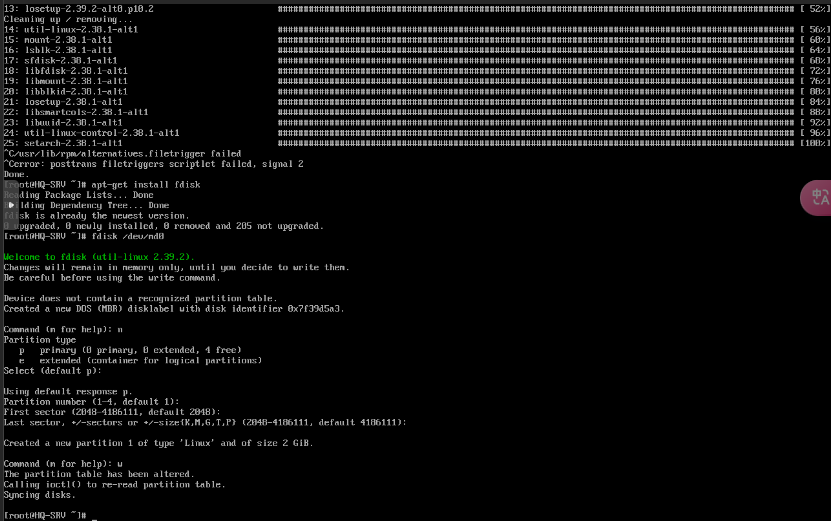 13: losetup-2.39.2-alt0.p10.2 ################################################################################ [ 52%]
Cleaning up / removing...
14: util-linux-2.38.1-alt1 ################################################################################ [ 56%]
15: mount-2.38.1-alt1 ################################################################################ [ 60%]
16: lsblk-2.38.1-alt1 ################################################################################ [ 64%]
17: sfdisk-2.38.1-alt1 ################################################################################ [ 68%]
18: libfdisk-2.38.1-alt1 ################################################################################ [ 72%]
19: libmount-2.38.1-alt1 ################################################################################ [ 76%]
20: libblkid-2.38.1-alt1 ################################################################################ [ 80%]
21: losetup-2.38.1-alt1 ################################################################################ [ 84%]
22: libsmartcols-2.38.1-alt1 ################################################################################ [ 88%]
23: libuuid-2.38.1-alt1 ################################################################################ [ 92%]
24: util-linux-control-2.38.1-alt1 ################################################################################ [ 96%]
25: setarch-2.38.1-alt1 ################################################################################ [100%]
^C/usr/lib/rpm/alternatives.filetrigger failed
^Cerror: posttrans filetriggers scriptlet failed, signal 2
Done.
[root@HQ-SRV ~]# apt-get install fdisk
Reading Package Lists... Done
Building Dependency Tree... Done
fdisk is already the newest version.
0 upgraded, 0 newly installed, 0 removed and 205 not upgraded.
[root@HQ-SRV ~]# fdisk /dev/md0
Welcome to fdisk (util-linux 2.39.2).
Changes will remain in memory only, until you decide to write them.
Be careful before using the write command.
Device does not contain a recognized partition table.
Created a new DOS (MBR) disklabel with disk identifier 0x7f39d5a3.
Command (m for help): n
Partition type
p primary (0 primary, 0 extended, 4 free)
e extended (container for logical partitions)
Select (default p):
Using default response p.
Partition number (1-4, default 1):
First sector (2048-4186111, default 2048):
Last sector, +/-sectors or +/-size{K,M,G,T,P} (2048-4186111, default 4186111):
Created a new partition 1 of type 'Linux' and of size 2 GiB.
Command (m for help): w
The partition table has been altered.
Calling ioctl() to re-read partition table.
Syncing disks.
[root@HQ-SRV ~]# _
中